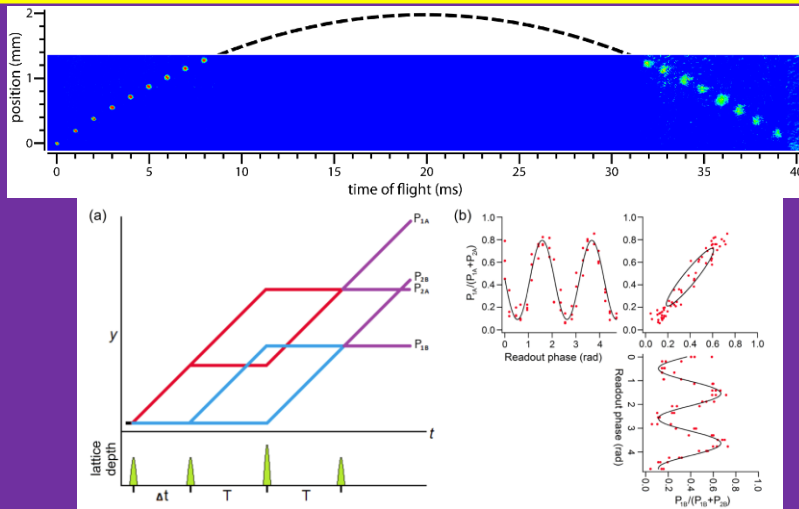 position (mm)
2
1
0
0
5
10
15
20
25
30
35
40
time of flight (ms)
(a)
y
P1A
P2B
P2A
P1B
t
lattice
depth
Δt
T
T
(b)
P1A/(P1A+P2A)
1.0
0.8
0.6
0.4
0.2
0.0
0
1
2
3
4
Readout phase (rad)
1.0
0.8
0.6
0.4
0.2
0.0
0.0
0.2
0.4
0.6
0.8
1.0
0
1
2
3
4
Readout phase (rad)
0.0
0.2
0.4
0.6
0.8
1.0
P1B/(P1B+P2B)